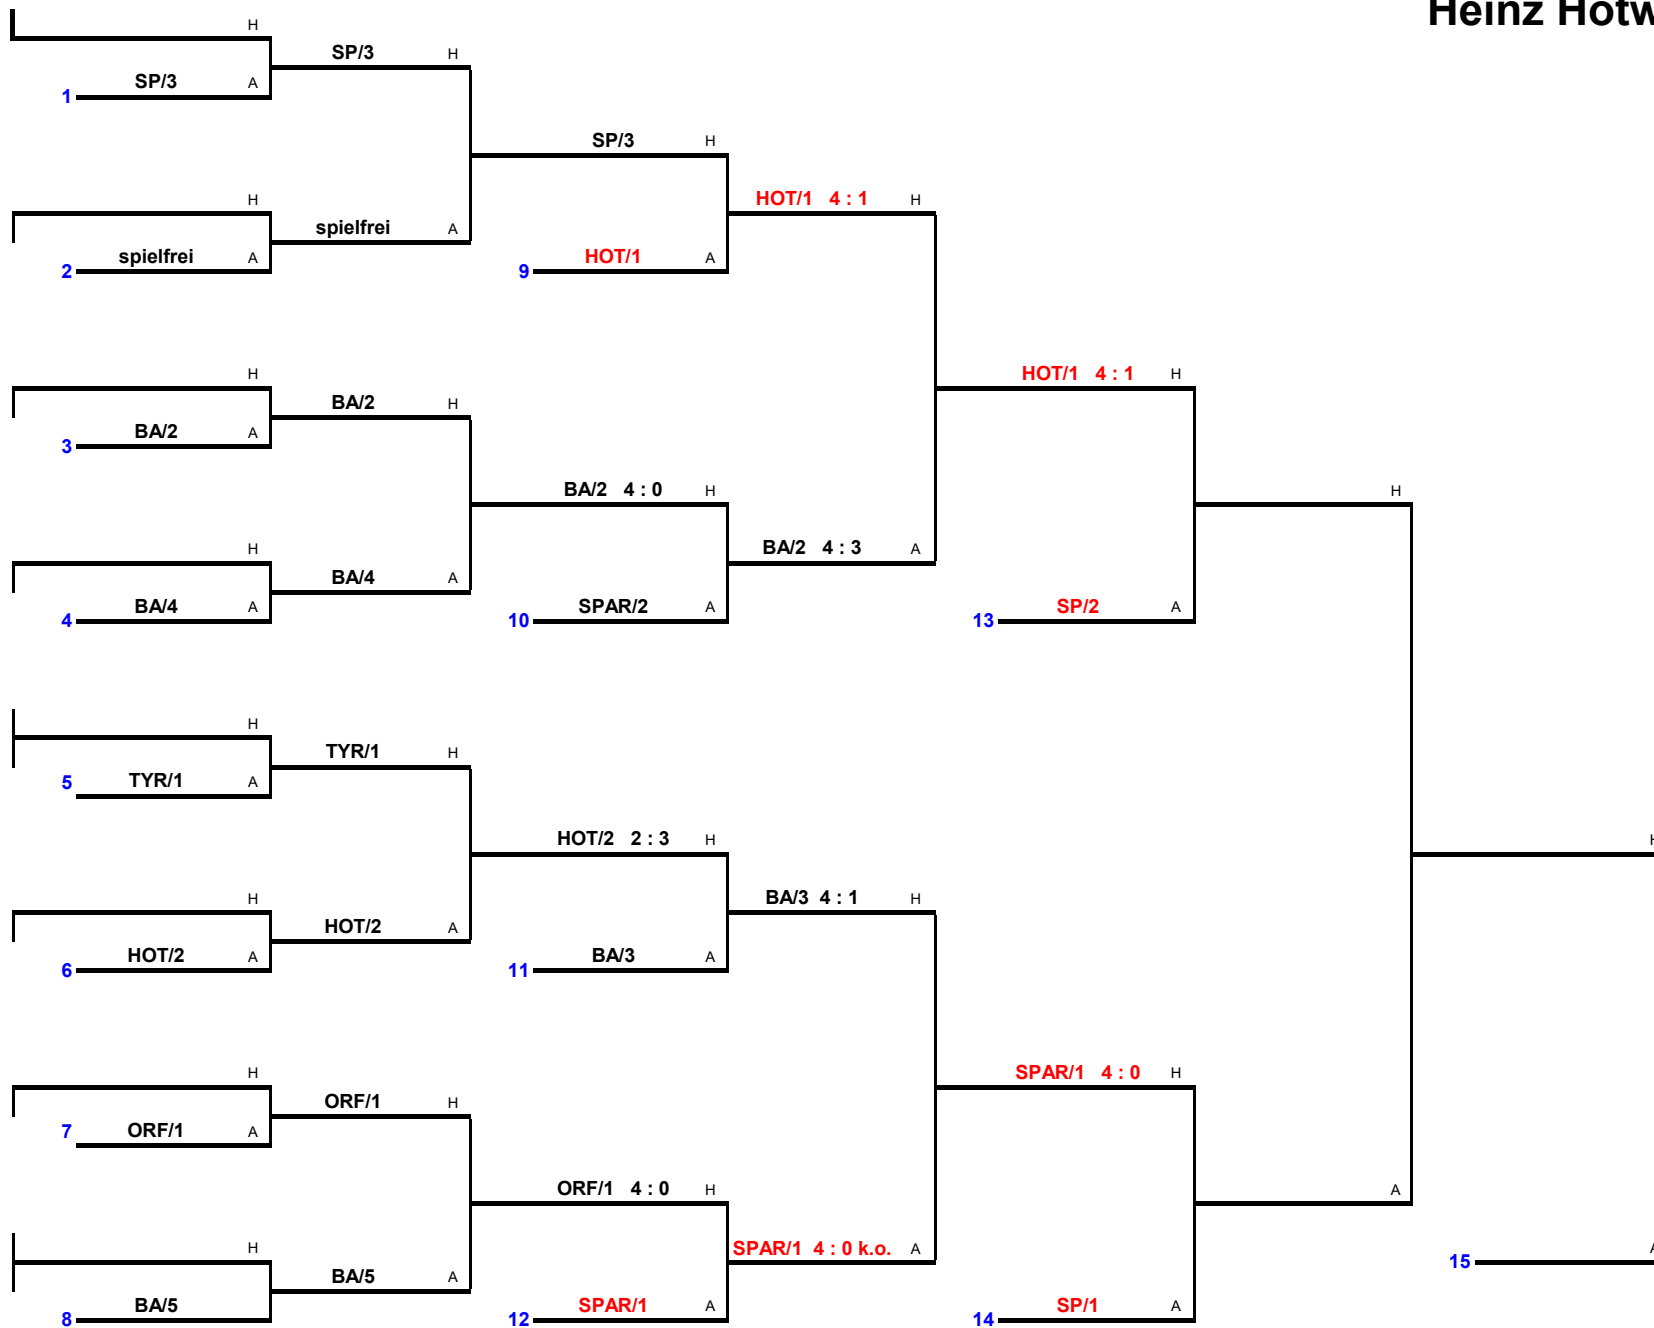 Heinz Hotw
H
SP/3 H
SP/3 A
1
SP/3 H
H
HOT/1 4 : 1 H
spielfrei A
spielfrei A
HOT/1 A
2
9
H
HOT/1 4 : 1 H
BA/2 H
BA/2 A
3
BA/2 4 : 0 H
H
H
BA/2 4 : 3 A
BA/4 A
BA/4 A
SPAR/2 A
SP/2 A
4
10
13
H
TYR/1 H
TYR/1 A
5
HOT/2 2 : 3 H
H
H
BA/3 4 : 1 H
HOT/2 A
HOT/2 A
BA/3 A
6
11
H
SPAR/1 4 : 0 H
ORF/1 H
ORF/1 A
7
ORF/1 4 : 0 H
A
H
SPAR/1 4 : 0 k.o. A
A
15
BA/5 A
BA/5
SPAR/1 A
SP/1 A
8
12
14